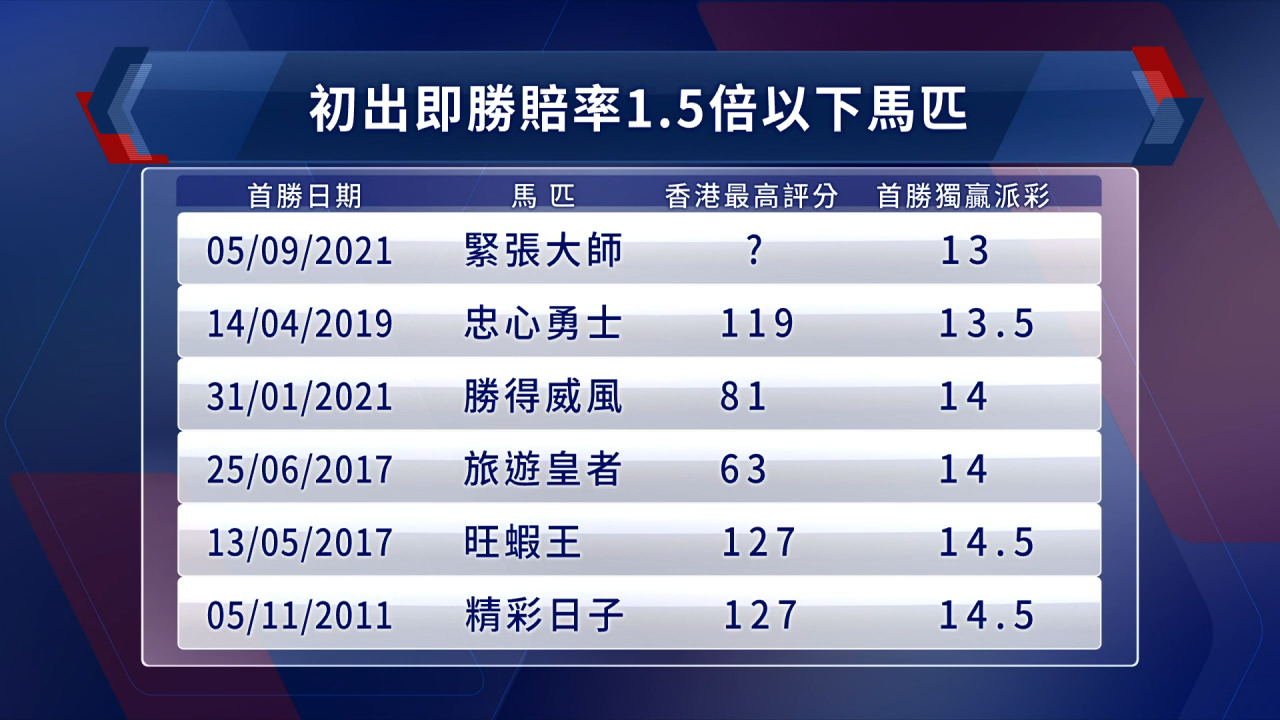 初出即勝賠率1.5倍以下馬匹
首勝日期 馬匹 香港最高評分 首勝獨贏派彩
05/09/2021 緊張大師 ? 13
14/04/2019 忠心勇士 119 13.5
31/01/2021 勝得威風 81 14
25/06/2017 旅遊皇者 63 14
13/05/2017 旺蝦王 127 14.5
05/11/2011 精彩日子 127 14.5